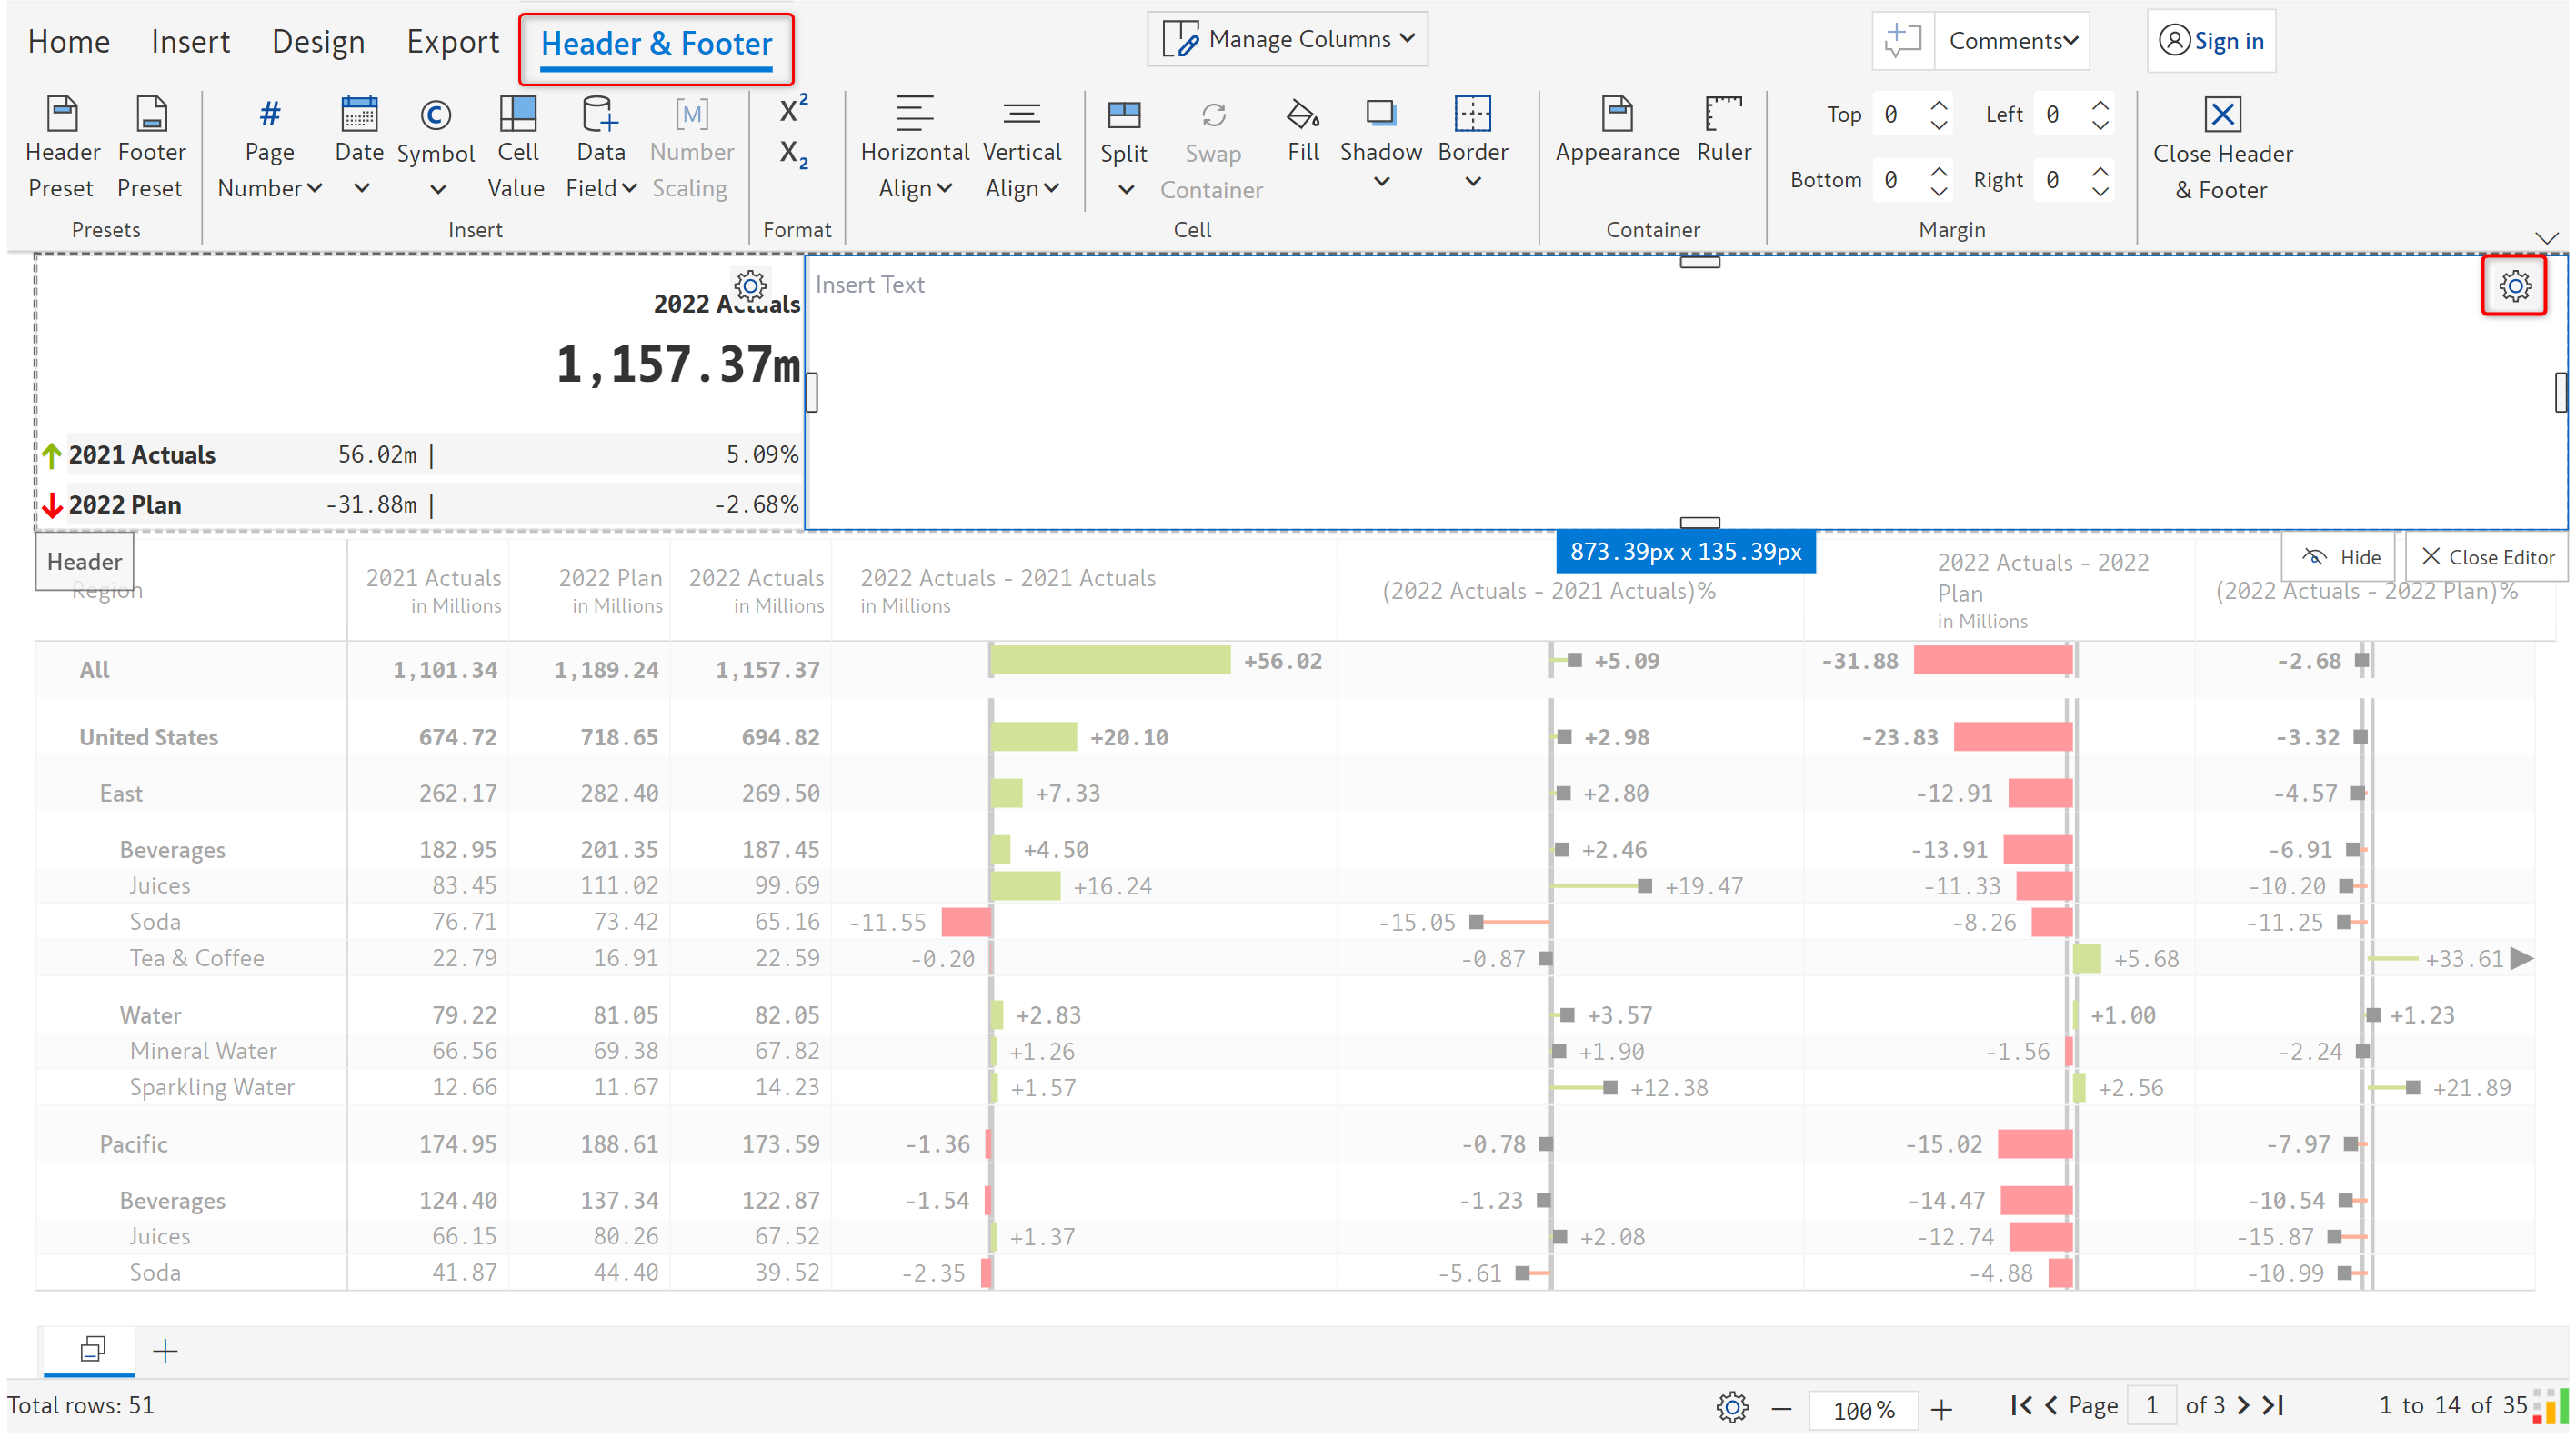 Home Insert Design Export Header & Footer Manage Columns Comments Sign in
Header Preset Footer Preset # Page Number Date Symbol Cell Value Data Field [M] Number Scaling X² X₂ Horizontal Align Vertical Align Split Swap Container Fill Shadow Border Appearance Ruler Top 0 Left 0 Close Header & Footer
Bottom 0 Right 0
Presets Insert Format Cell Container Margin
2022 Actuals Insert Text
1,157.37m
2021 Actuals 56.02m | 5.09%
2022 Plan -31.88m | -2.68%
Header 873.39px x 135.39px Hide Close Editor
Region 2021 Actuals in Millions 2022 Plan in Millions 2022 Actuals in Millions 2022 Actuals - 2021 Actuals in Millions (2022 Actuals - 2021 Actuals)% 2022 Actuals - 2022 Plan in Millions (2022 Actuals - 2022 Plan)%
All 1,101.34 1,189.24 1,157.37 +56.02 +5.09 -31.88 -2.68
United States 674.72 718.65 694.82 +20.10 +2.98 -23.83 -3.32
East 262.17 282.40 269.50 +7.33 +2.80 -12.91 -4.57
Beverages 182.95 201.35 187.45 +4.50 +2.46 -13.91 -6.91
Juices 83.45 111.02 99.69 +16.24 +19.47 -11.33 -10.20
Soda 76.71 73.42 65.16 -11.55 -15.05 -8.26 -11.25
Tea & Coffee 22.79 16.91 22.59 -0.20 -0.87 +5.68 +33.61
Water 79.22 81.05 82.05 +2.83 +3.57 +1.00 +1.23
Mineral Water 66.56 69.38 67.82 +1.26 +1.90 -1.56 -2.24
Sparkling Water 12.66 11.67 14.23 +1.57 +12.38 +2.56 +21.89
Pacific 174.95 188.61 173.59 -1.36 -0.78 -15.02 -7.97
Beverages 124.40 137.34 122.87 -1.54 -1.23 -14.47 -10.54
Juices 66.15 80.26 67.52 +1.37 +2.08 -12.74 -15.87
Soda 41.87 44.40 39.52 -2.35 -5.61 -4.88 -10.99
Total rows: 51 100% Page 1 of 3 1 to 14 of 35